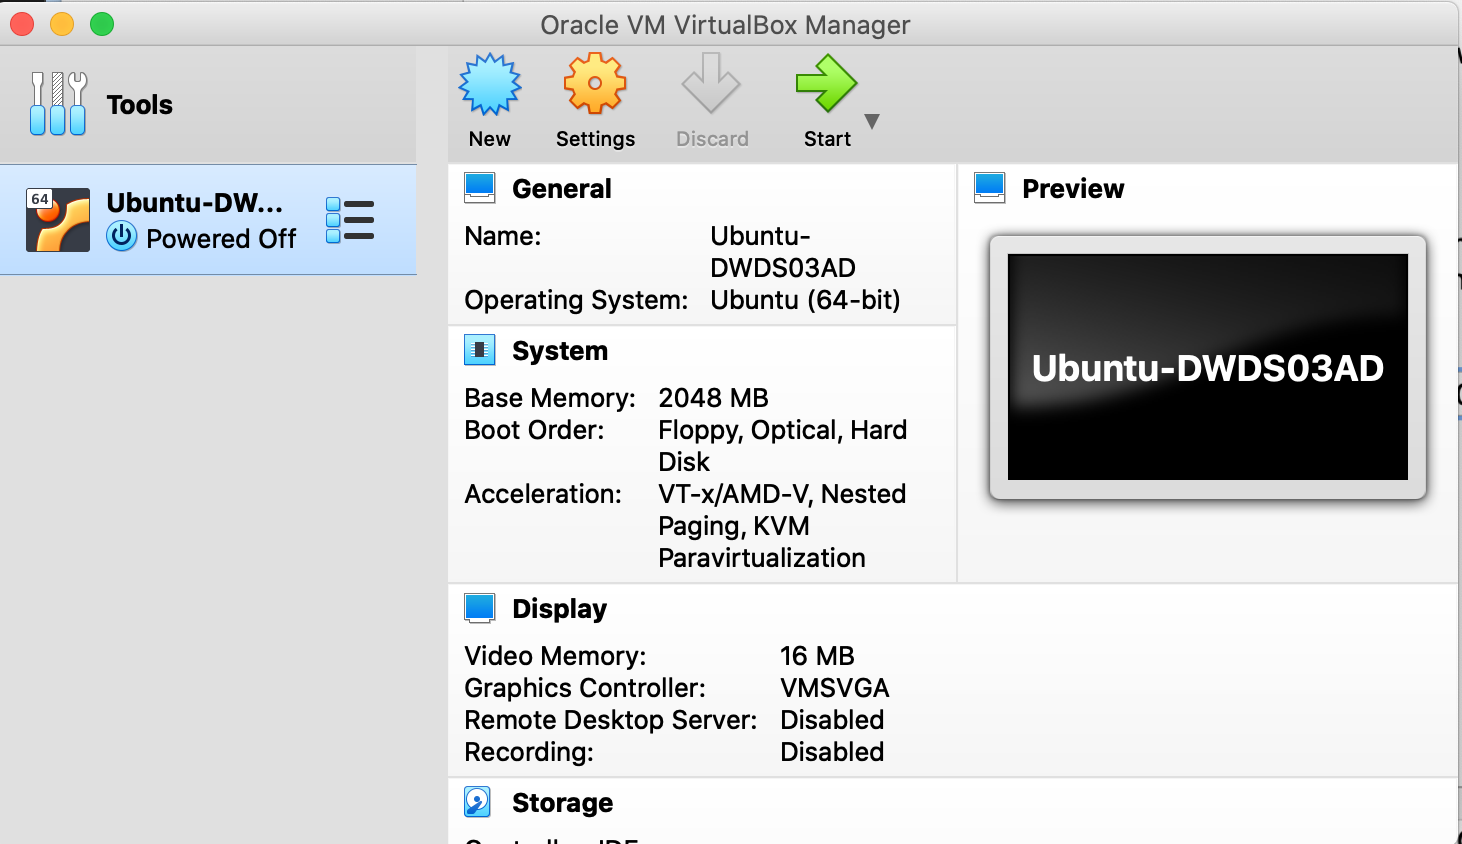 Oracle VM VirtualBox Manager
Tools
New
Settings
Discard
Start
64
Ubuntu-DW...
Powered Off
General
Name:
Ubuntu-
DWDS03AD
Operating System: Ubuntu (64-bit)
Preview
Ubuntu-DWDS03AD
System
Base Memory: 2048 MB
Boot Order: Floppy, Optical, Hard
Disk
Acceleration: VT-x/AMD-V, Nested
Paging, KVM
Paravirtualization
Display
Video Memory: 16 MB
Graphics Controller: VMSVGA
Remote Desktop Server: Disabled
Recording: Disabled
Storage